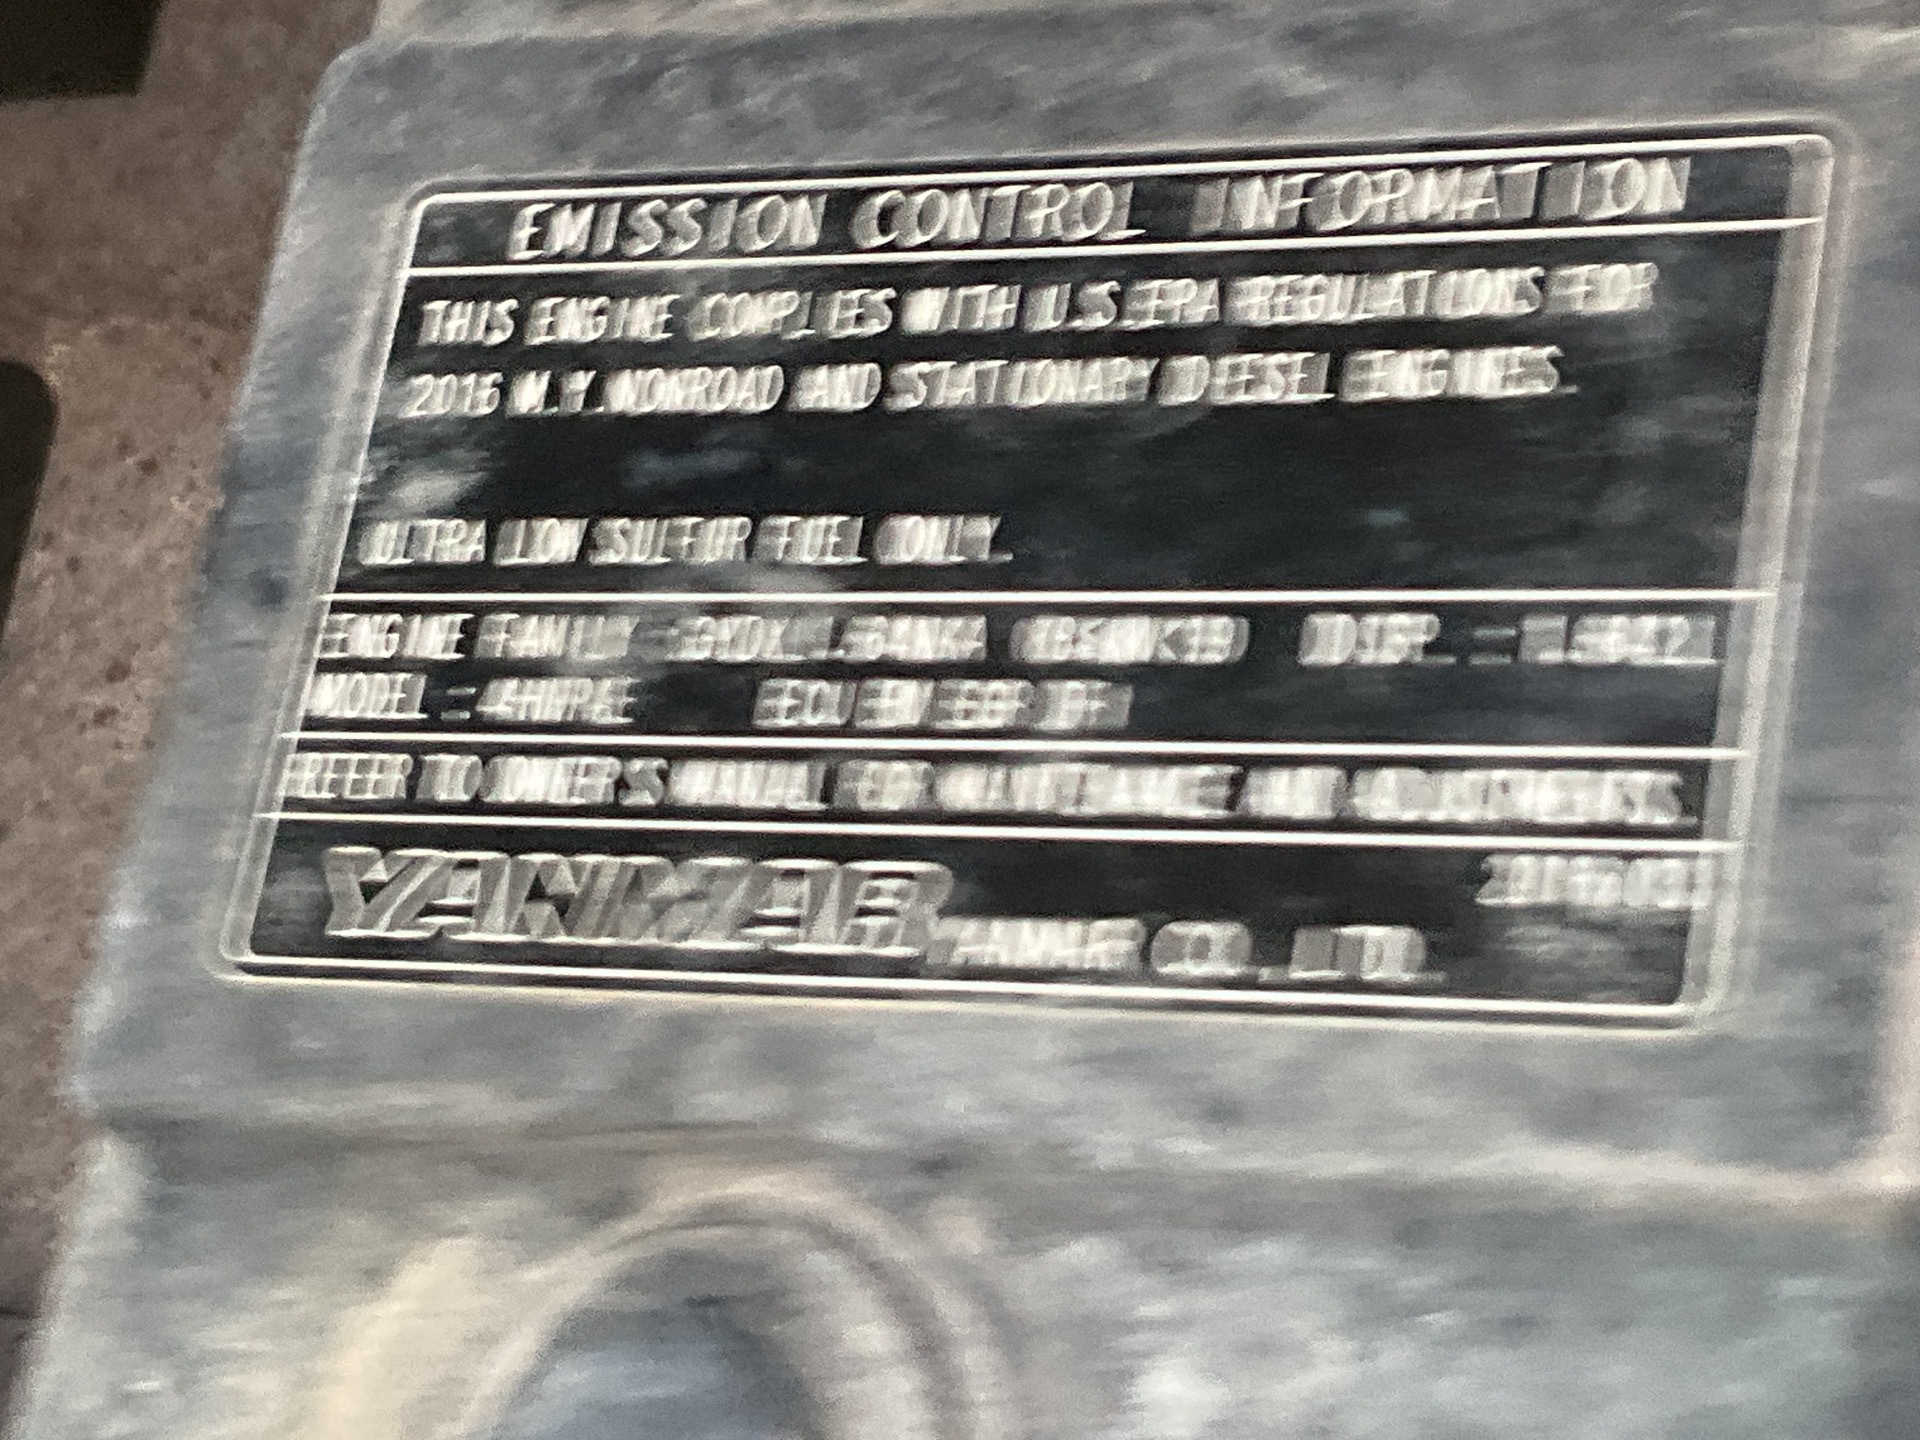 EMISSION CONTROL INFORMATION
THIS ENGINE COMPLIES WITH U.S.EPA REGULATIONS FOR
2016 M.Y.NONROAD AND STATIONARY DIESEL ENGINES.
ULTRA LOW SULFUR FUEL ONLY.
ENGINE FAMILY DISP.
MODEL :
REFER TO OWNER'S MANUAL FOR MAINTENANCE AND ADJUSTMENTS.
YANMAR YANMAR CO.,LTD.